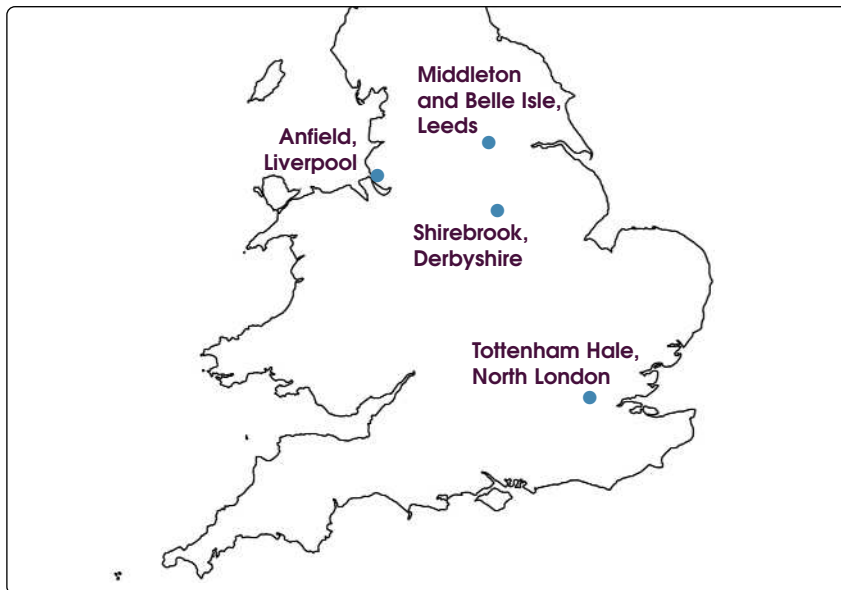 Middleton
and Belle Isle,
Leeds
Anfield,
Liverpool
Shirebrook,
Derbyshire
Tottenham Hale,
North London